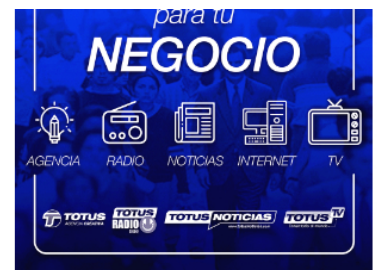 para tu
NEGOCIO
AGENCIA RADIO NOTICIAS INTERNET TV
TOTUS TOTUS RADIO TOTUS NOTICIAS TOTUS TV